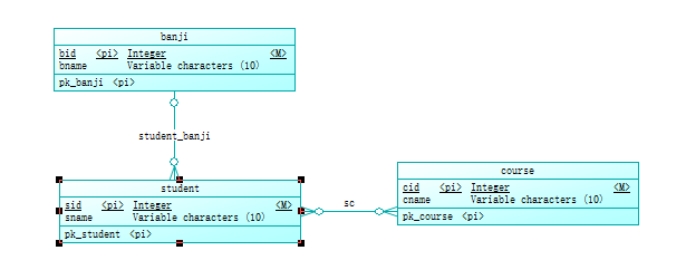 banji
bid <pi> Integer <M>
bname Variable characters (10)
pk_banji <pi>
student_banji
student
sid <pi> Integer <M>
sname Variable characters (10)
pk_student <pi>
sc
course
cid <pi> Integer <M>
cname Variable characters (10)
pk_course <pi>